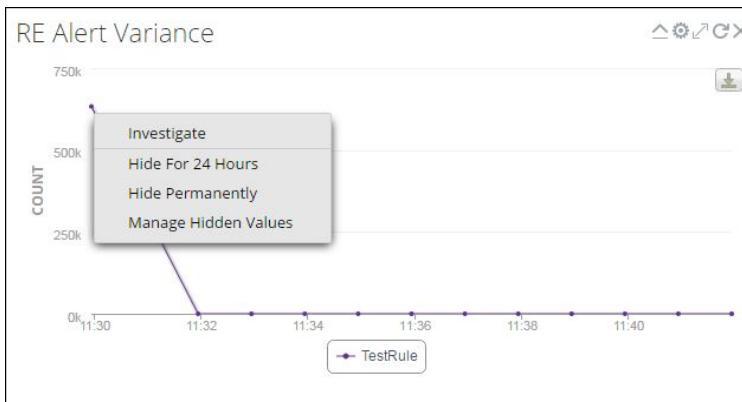 RE Alert Variance
750k
Investigate
500k
Hide For 24 Hours
Hide Permanently
COUNT
Manage Hidden Values
250k
0k
11:30 11:32 11:34 11:36 11:38 11:40
TestRule